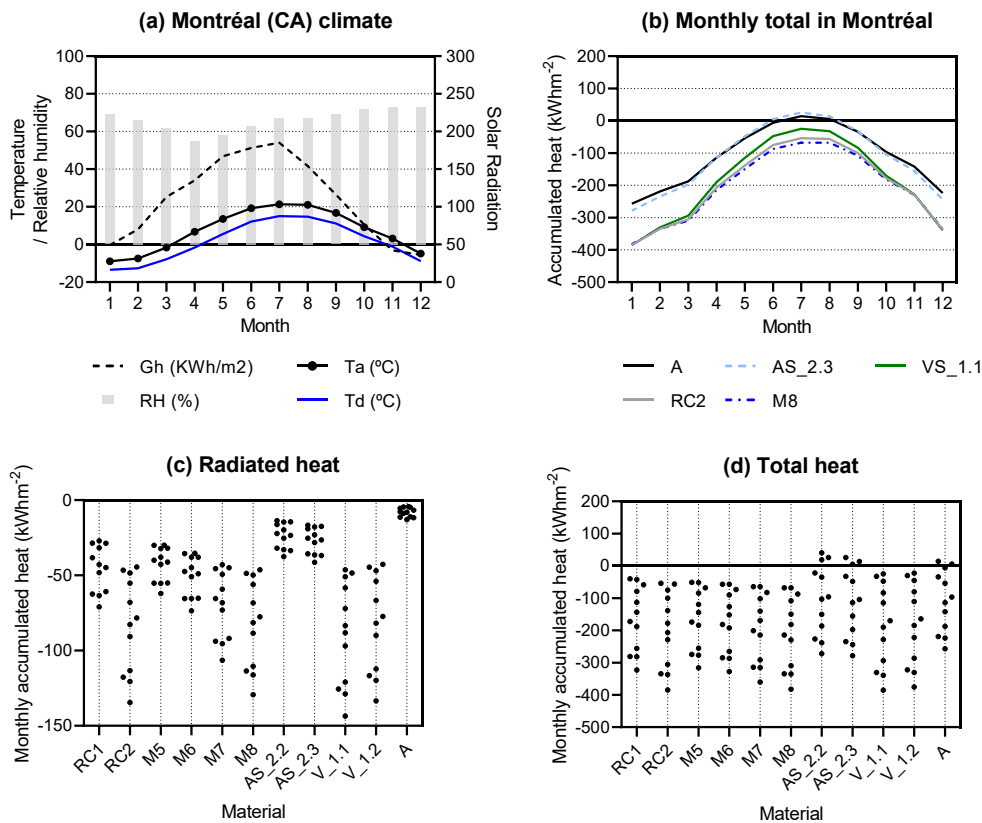 (a) Montréal (CA) climate
100
80
60
40
20
0
-20
300
250
200
150
100
50
0
Temperature
/ Relative humidity
Solar Radiation
1 2 3 4 5 6 7 8 9 10 11 12
Month
Gh (KWh/m2)
Ta (ºC)
RH (%)
Td (ºC)
(b) Monthly total in Montréal
200
100
0
-100
-200
-300
-400
-500
Accumulated heat (kWhm-2)
1 2 3 4 5 6 7 8 9 10 11 12
Month
A
AS_2.3
VS_1.1
RC2
M8
(c) Radiated heat
0
-50
-100
-150
Monthly accumulated heat (kWhm-2)
RC1 RC2 M5 M6 M7 M8 AS_2.2 AS_2.3 V_1.1 V_1.2 A
Material
(d) Total heat
200
100
0
-100
-200
-300
-400
-500
Monthly accumulated heat (kWhm-2)
RC1 RC2 M5 M6 M7 M8 AS_2.2 AS_2.3 V_1.1 V_1.2 A
Material